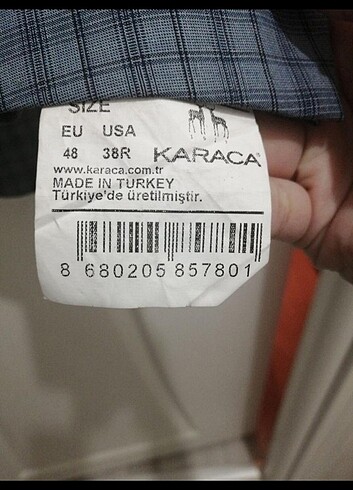 SIZE
EU USA
48 38R
KARACA
www.karaca.com.tr
MADE IN TURKEY
Türkiye'de üretilmiştir.
8 680205 857801